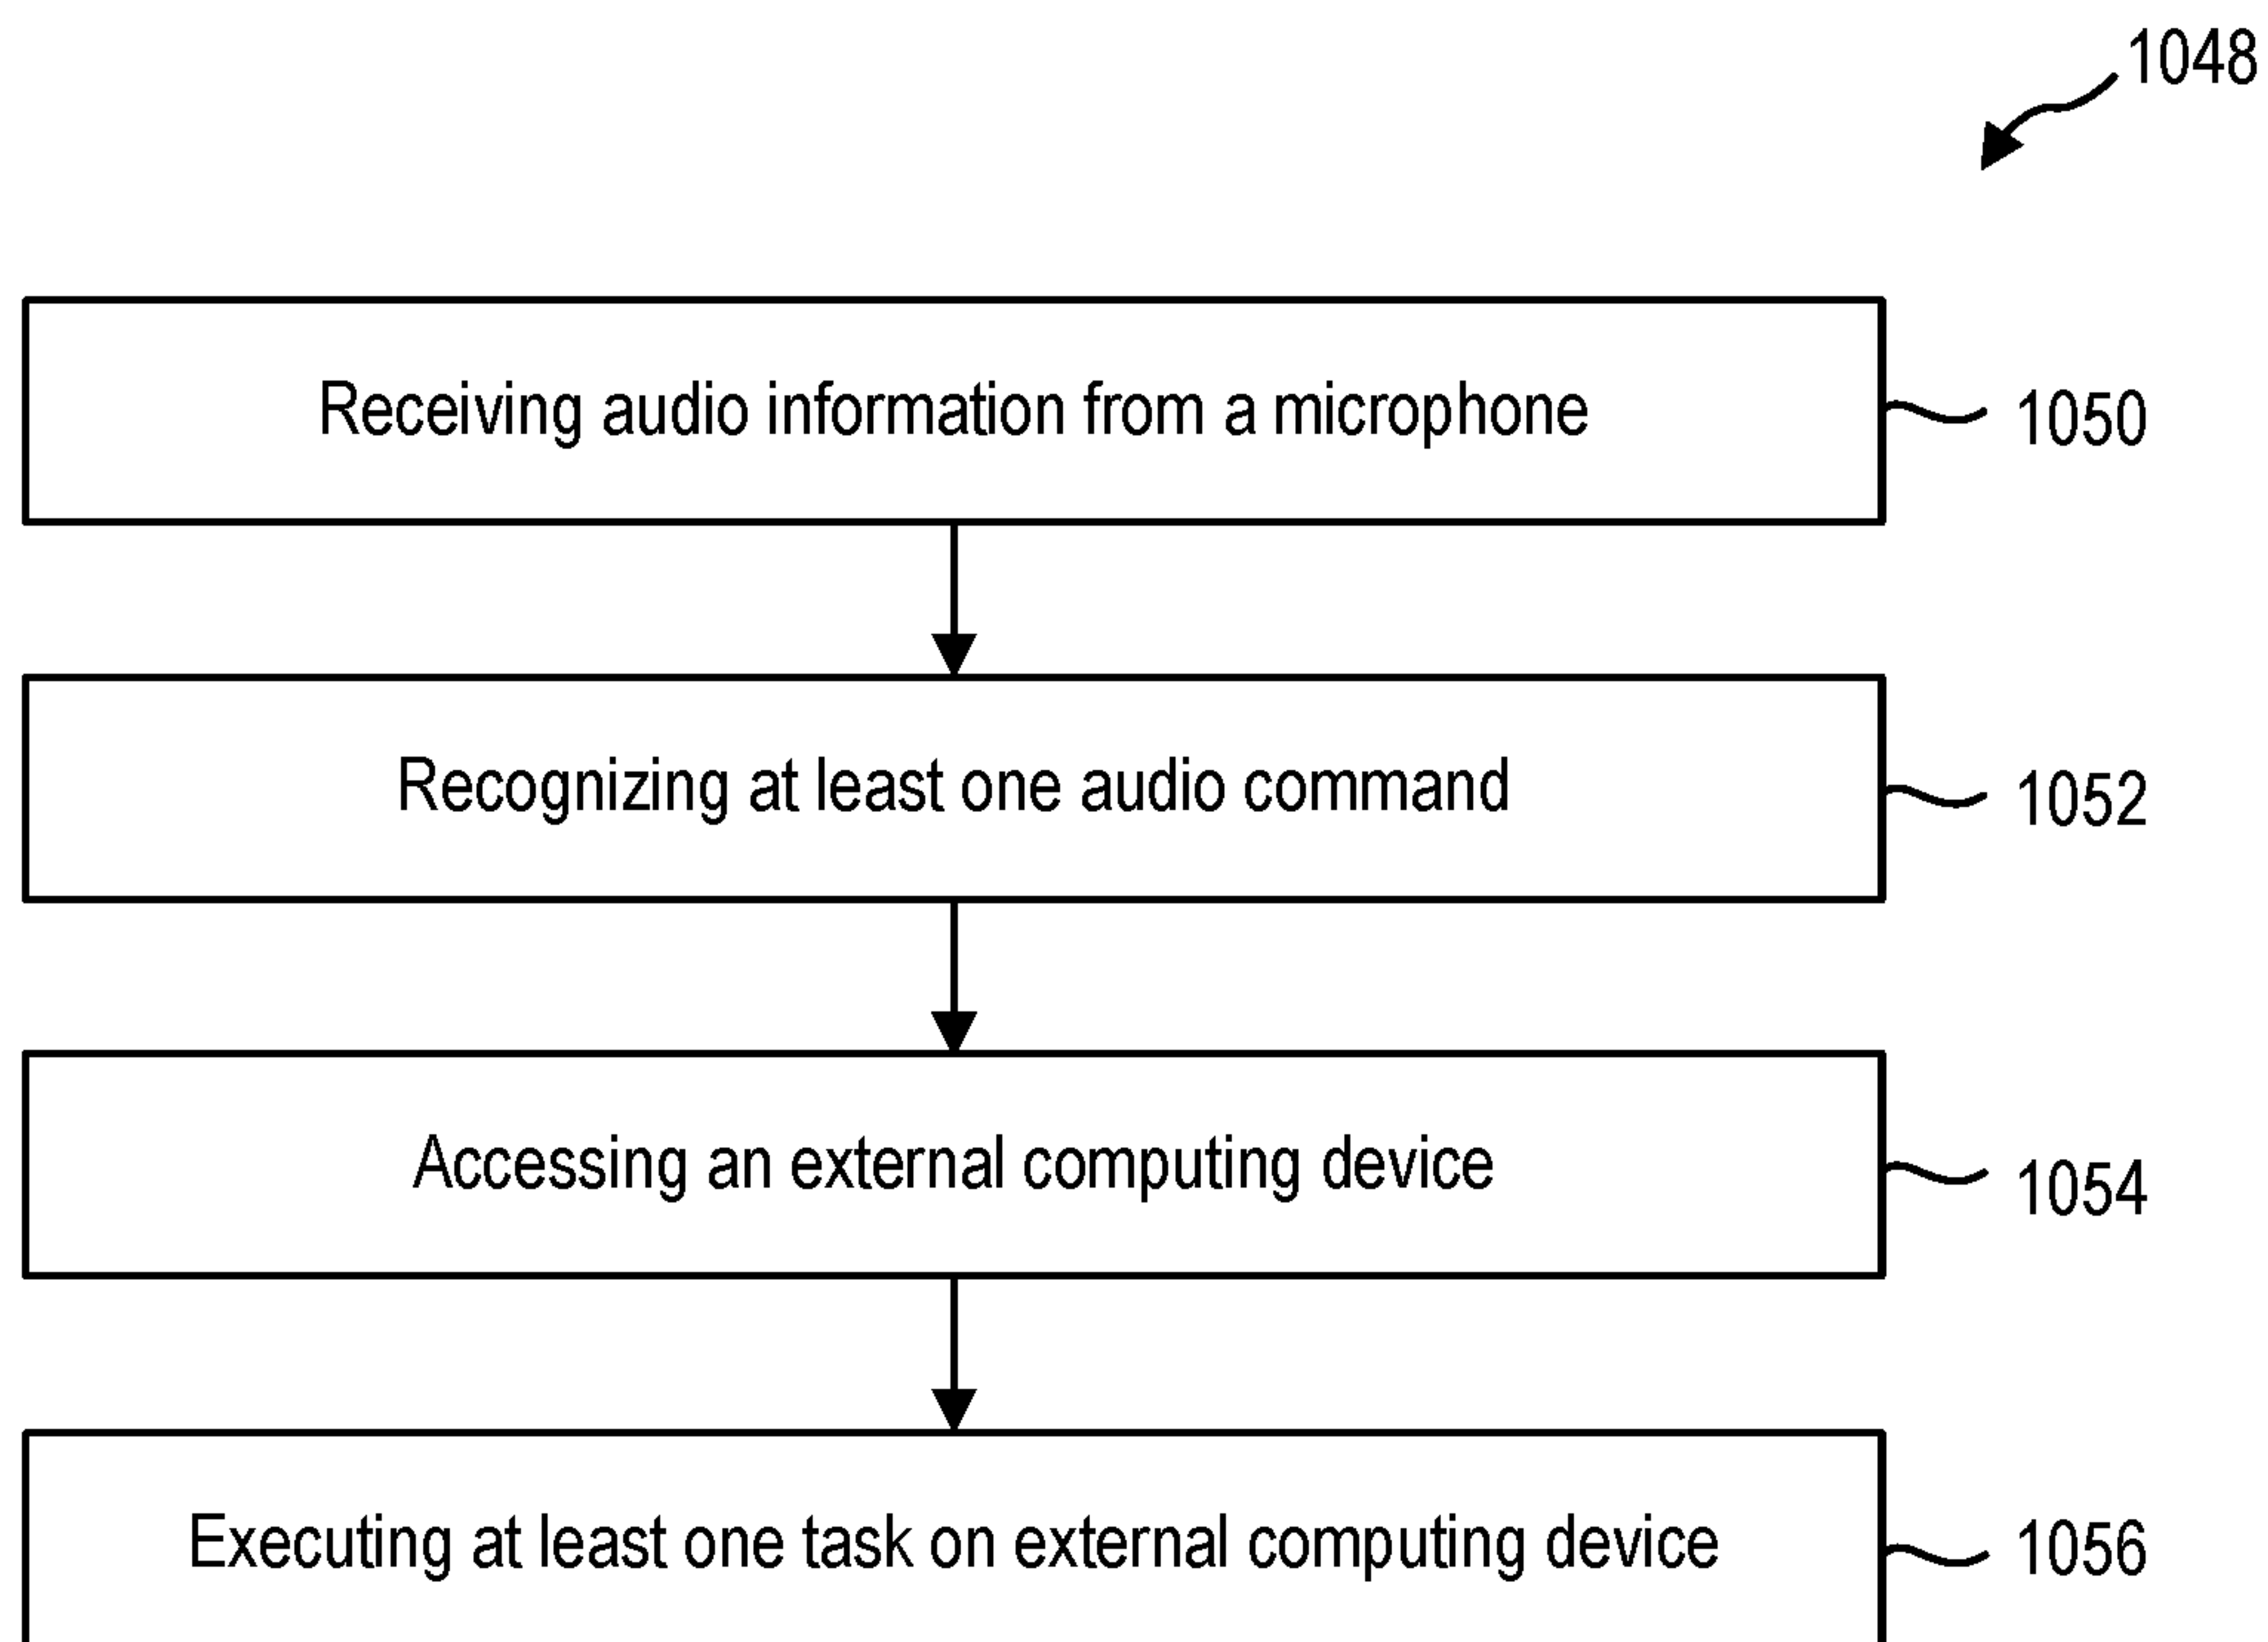 1048
Receiving audio information from a microphone
1050
Recognizing at least one audio command
1052
Accessing an external computing device
1054
Executing at least one task on external computing device
1056